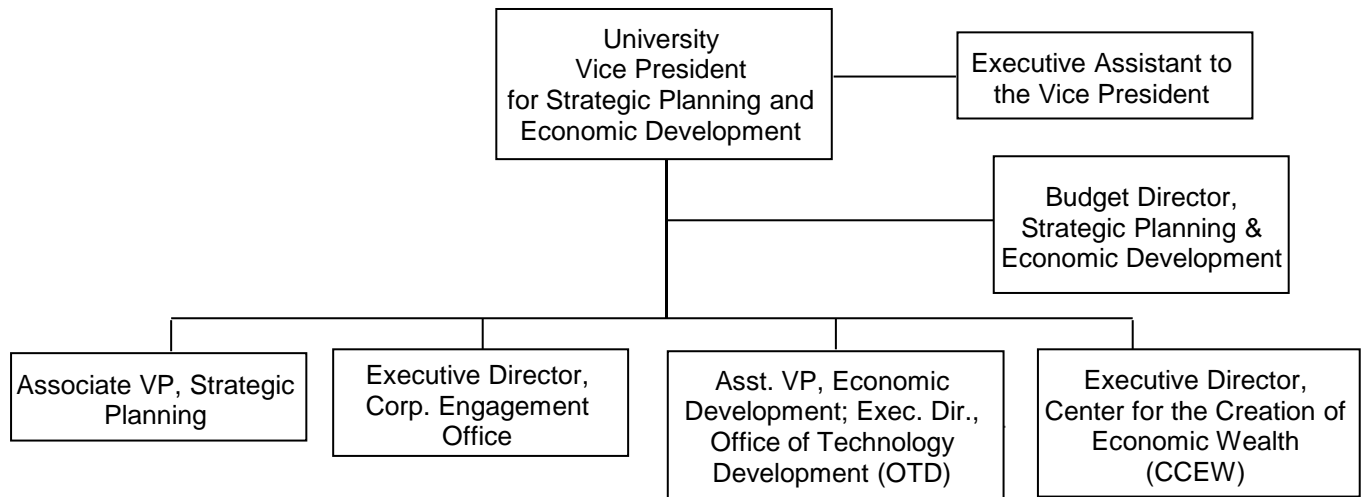 University
Vice President
for Strategic Planning and
Economic Development
Executive Assistant to
the Vice President
Budget Director,
Strategic Planning &
Economic Development
Associate VP, Strategic
Planning
Executive Director,
Corp. Engagement
Office
Asst. VP, Economic
Development; Exec. Dir.,
Office of Technology
Development (OTD)
Executive Director,
Center for the Creation of
Economic Wealth
(CCEW)